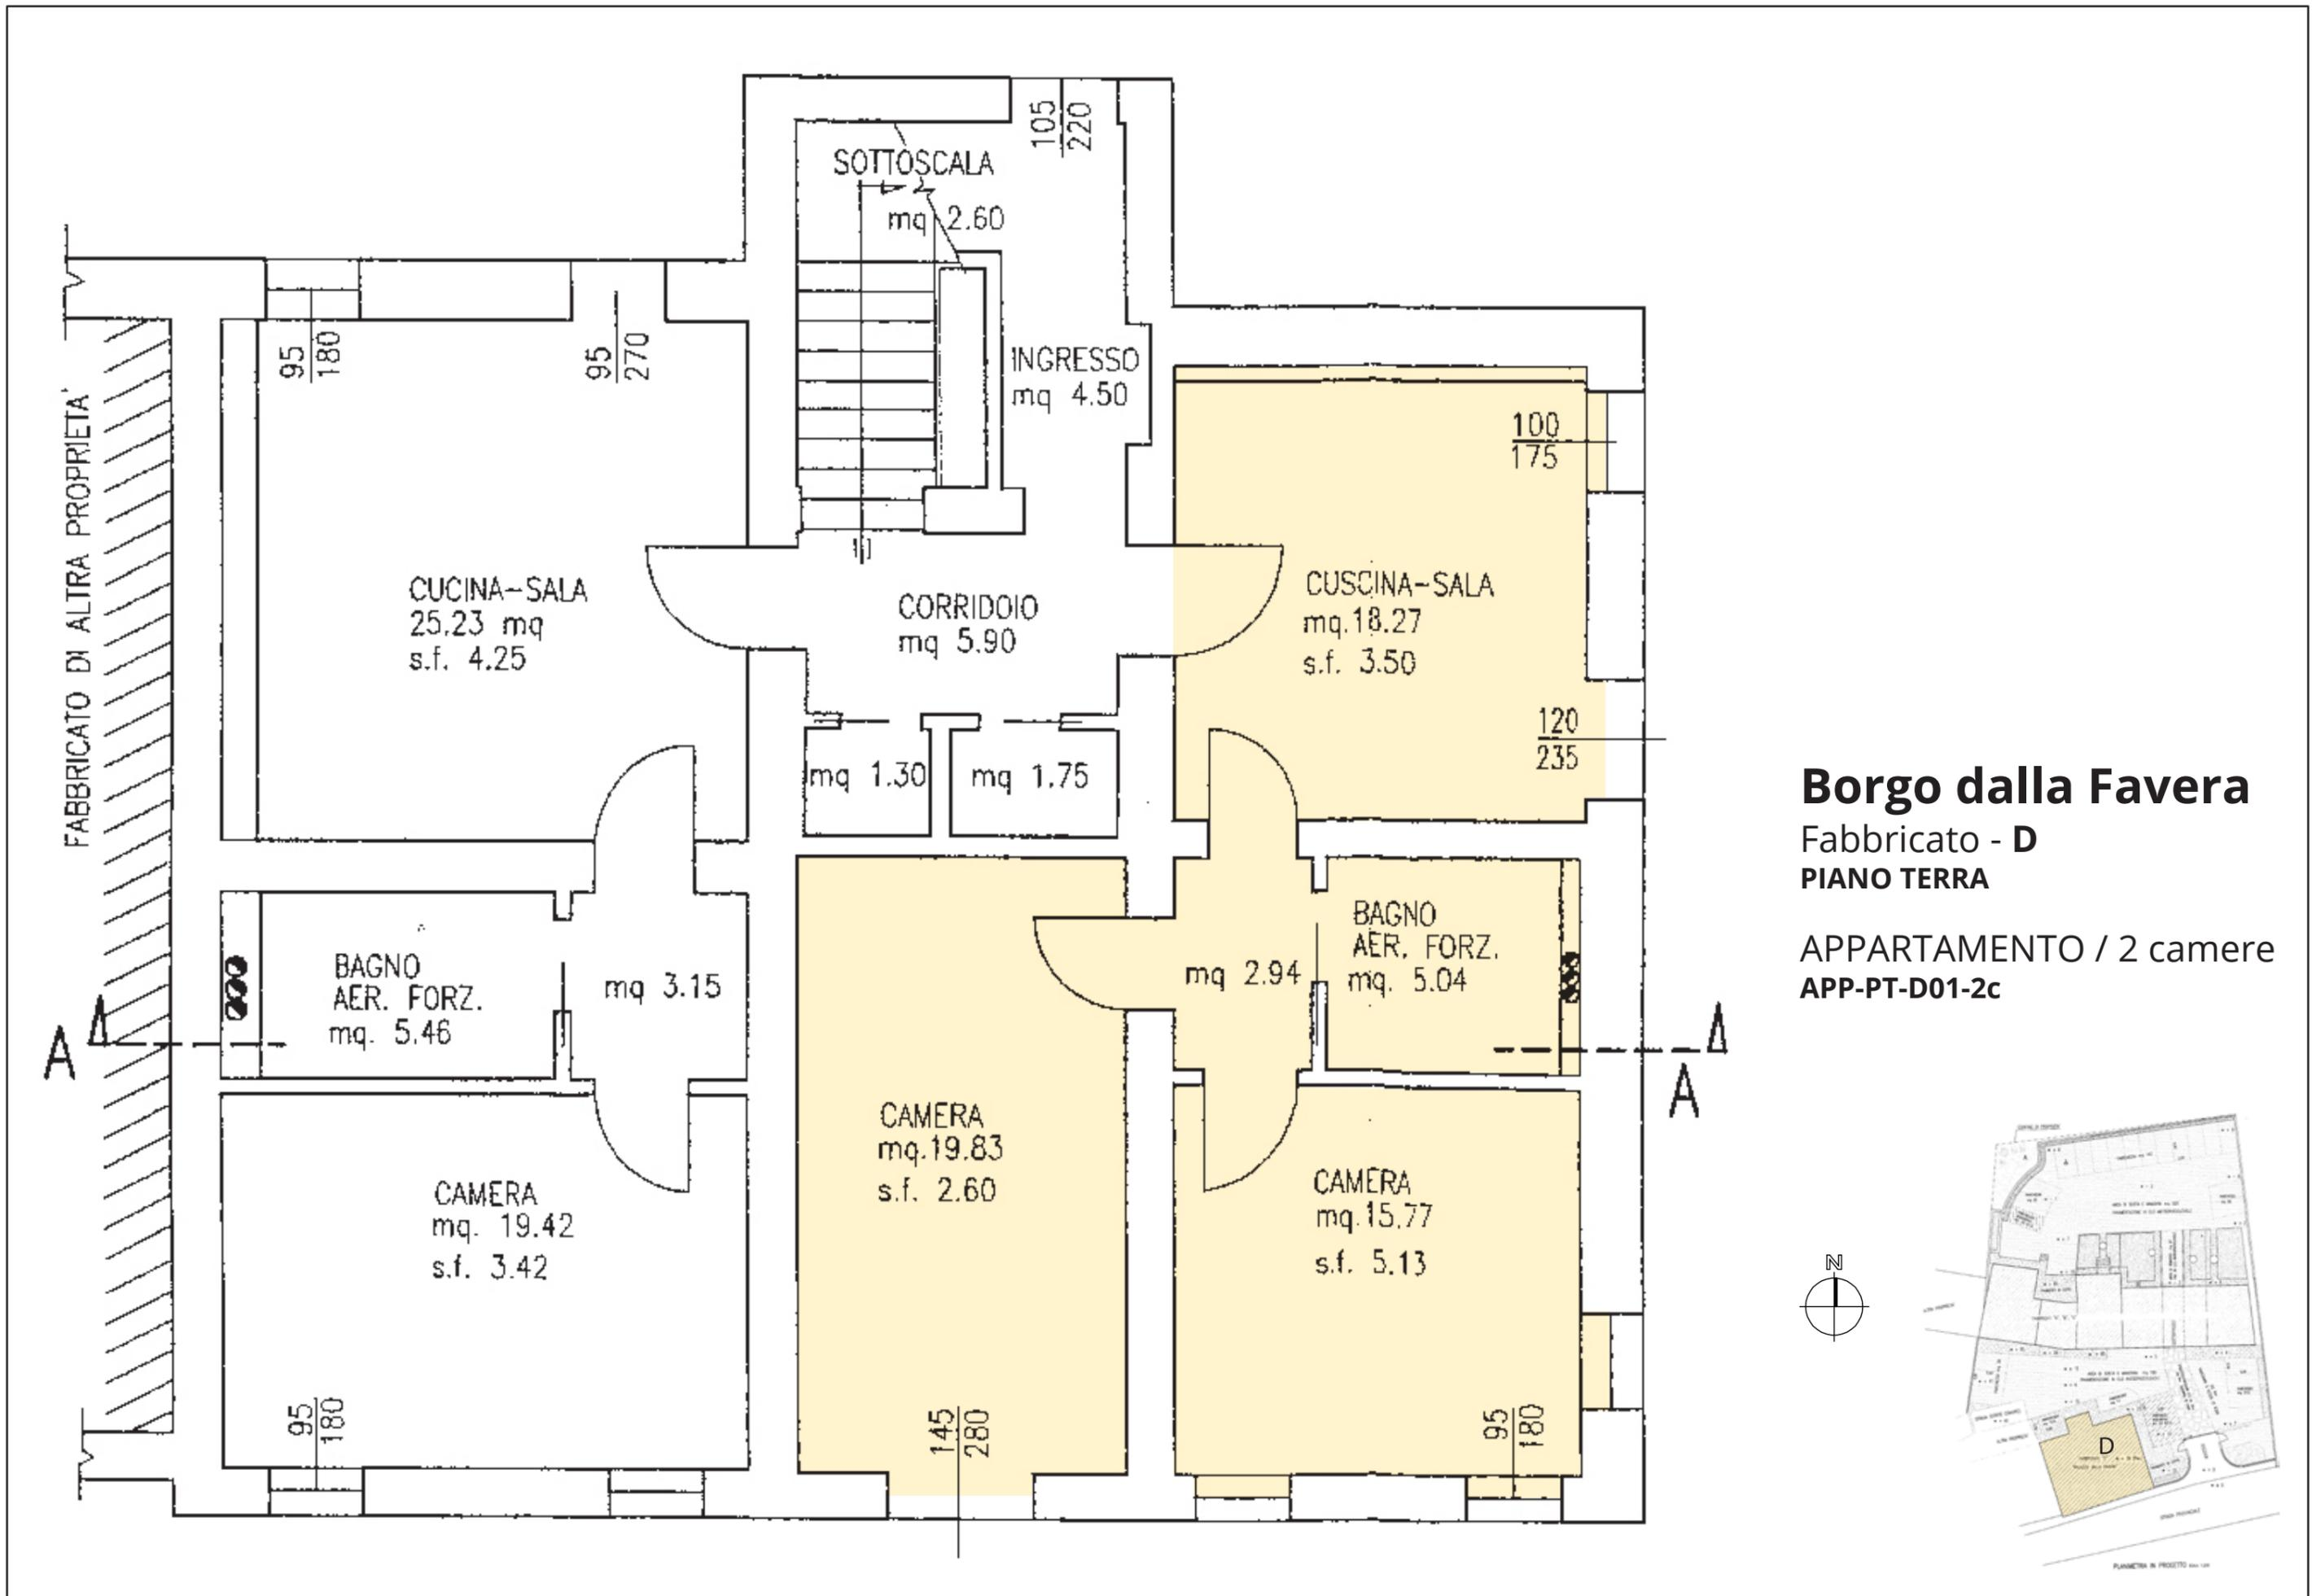 105
220
SOTTOSCALA
mq 2.60
95
180
95
270
INGRESSO
mq 4.50
100
175
FABBRICATO DI ALTRA PROPRIETA'
CUCINA-SALA
25.23 mq
s.f. 4.25
CORRIDOIO
mq 5.90
CUSCINA-SALA
mq.18.27
s.f. 3.50
120
235
mq 1.30
mq 1.75
BAGNO
AER. FORZ.
mq. 5.46
mq 3.15
mq 2.94
BAGNO
AER. FORZ.
mq. 5.04
A
A
CAMERA
mq. 19.42
s.f. 3.42
CAMERA
mq.19.83
s.f. 2.60
CAMERA
mq.15.77
s.f. 5.13
95
180
145
280
95
180
Borgo dalla Favera
Fabbricato - D
PIANO TERRA
APPARTAMENTO / 2 camere
APP-PT-D01-2c
N
D
PLANIMETRIA IN PROGETTO